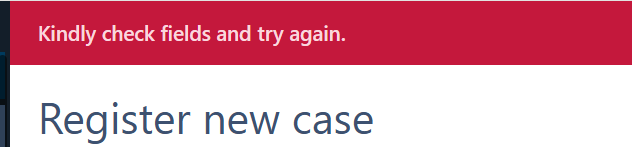 Kindly check fields and try again.
Register new case